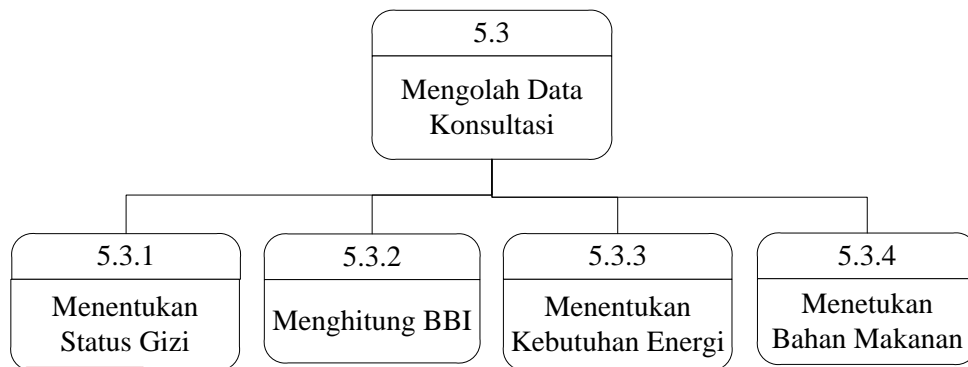 5.3
Mengolah Data
Konsultasi
5.3.1
Menentukan
Status Gizi
5.3.2
Menghitung BBI
5.3.3
Menentukan
Kebutuhan Energi
5.3.4
Menetukan
Bahan Makanan